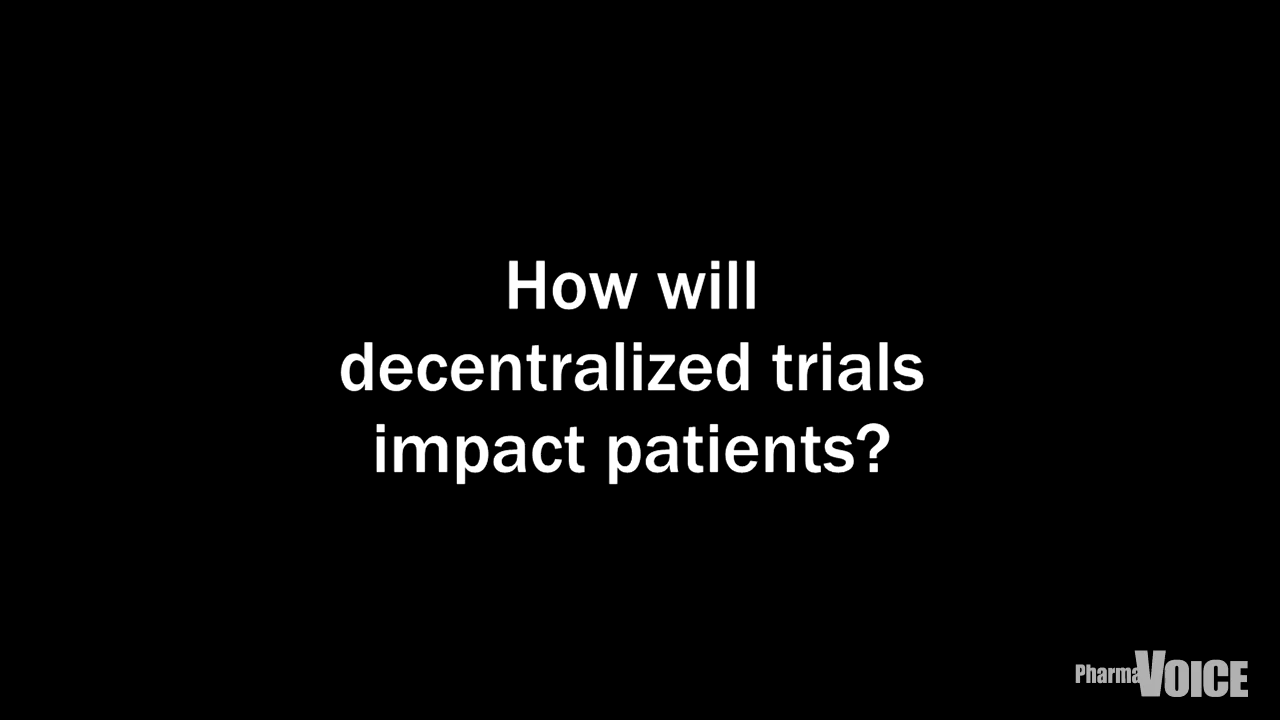 How will
decentralized trials
impact patients?
PharmaVOICE